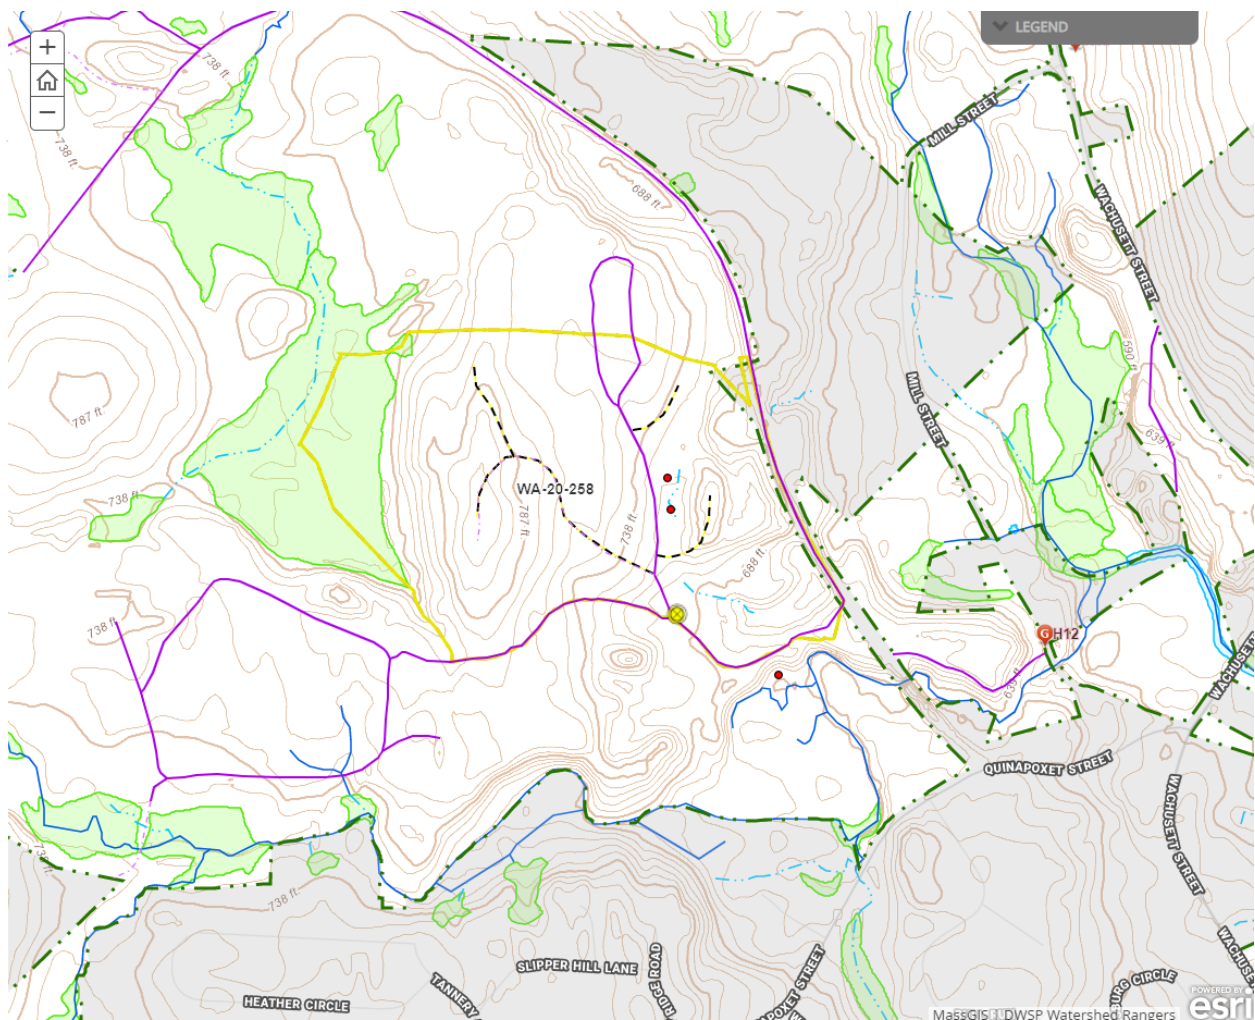 LEGEND
738 ft.
738 ft.
MILL STREET
688 ft.
WACHUSETT STREET
590 ft
787 ft
MILL STREET
639 ft
738 ft.
WA-20-258
787 ft.
738 ft.
688 ft
738 ft
G H12
639 ft
WACHUSETT
QUINAPOXET STREET
WACHUSETT STREET
738 ft.
738 ft
SLIPPER HILL LANE
RIDGE ROAD
HEATHER CIRCLE
TANNERY
APOXET STREET
WACHUSE
BURG CIRCLE
POWERED BY
esri
MassGIS | DWSP Watershed Rangers